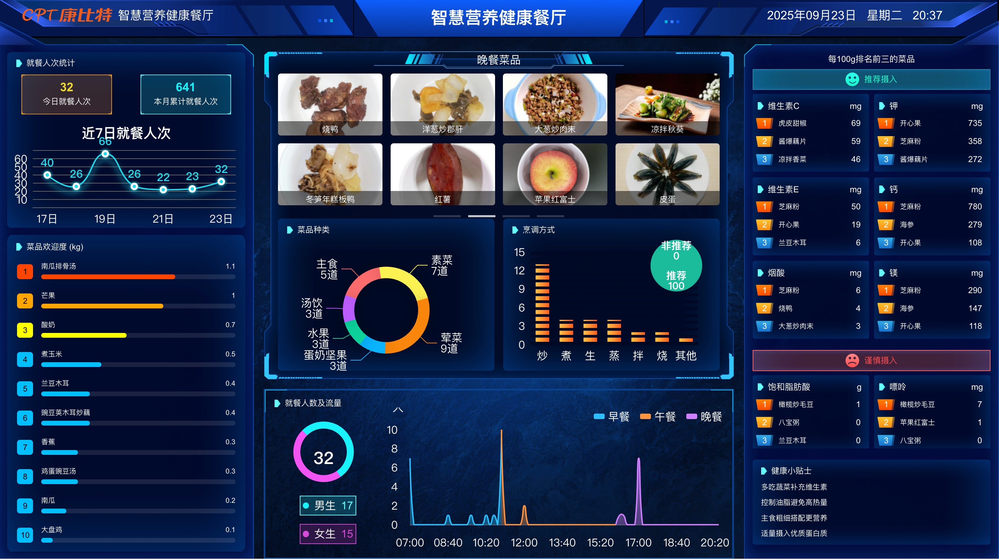 CPT康比特 智慧营养健康餐厅
智慧营养健康餐厅
2025年09月23日 星期二 20:37
就餐人次统计
32
今日就餐人次
641
本月累计就餐人次
近7日就餐人次
60
50
40
30
20
10
40
26
66
26
22
23
32
17日
19日
21日
23日
菜品欢迎度 (kg)
1 南瓜排骨汤 1.1
2 芒果 1
3 酸奶 0.7
4 煮玉米 0.5
5 兰豆木耳 0.4
6 豌豆荚木耳炒藕 0.4
7 香蕉 0.3
8 鸡蛋豌豆汤 0.3
9 南瓜 0.2
10 大盘鸡 0.1
晚餐菜品
烧鸭
洋葱炒郡肝
大葱炒肉末
凉拌秋葵
冬笋年糕板鸭
红薯
苹果红富士
皮蛋
菜品种类
主食
5道
素菜
7道
汤饮
3道
水果
3道
蛋奶坚果
3道
荤菜
9道
烹调方式
15
12
9
6
3
0
炒
煮
生
蒸
拌
烧
其他
非推荐
0
推荐
100
就餐人数及流量
32
男生 17
女生 15
早餐
午餐
晚餐
10
8
6
4
2
0
07:00
08:40
10:20
12:00
13:40
15:20
17:00
18:40
20:20
每100g排名前三的菜品
推荐摄入
维生素C mg
1 虎皮甜椒 69
2 酱爆藕片 59
3 凉拌香菜 46
钾 mg
1 开心果 735
2 芝麻粉 358
3 酱爆藕片 272
维生素E mg
1 芝麻粉 50
2 开心果 19
3 兰豆木耳 6
钙 mg
1 芝麻粉 780
2 海参 279
3 开心果 108
烟酸 mg
1 芝麻粉 6
2 烧鸭 4
3 大葱炒肉末 3
镁 mg
1 芝麻粉 290
2 海参 147
3 开心果 118
谨慎摄入
饱和脂肪酸 g
1 橄榄炒毛豆 1
2 八宝粥 0
3 兰豆木耳 0
嘌呤 mg
1 橄榄炒毛豆 7
2 苹果红富士 1
3 八宝粥 0
健康小贴士
多吃蔬菜补充维生素
控制油脂避免高热量
主食粗细搭配更营养
适量摄入优质蛋白质